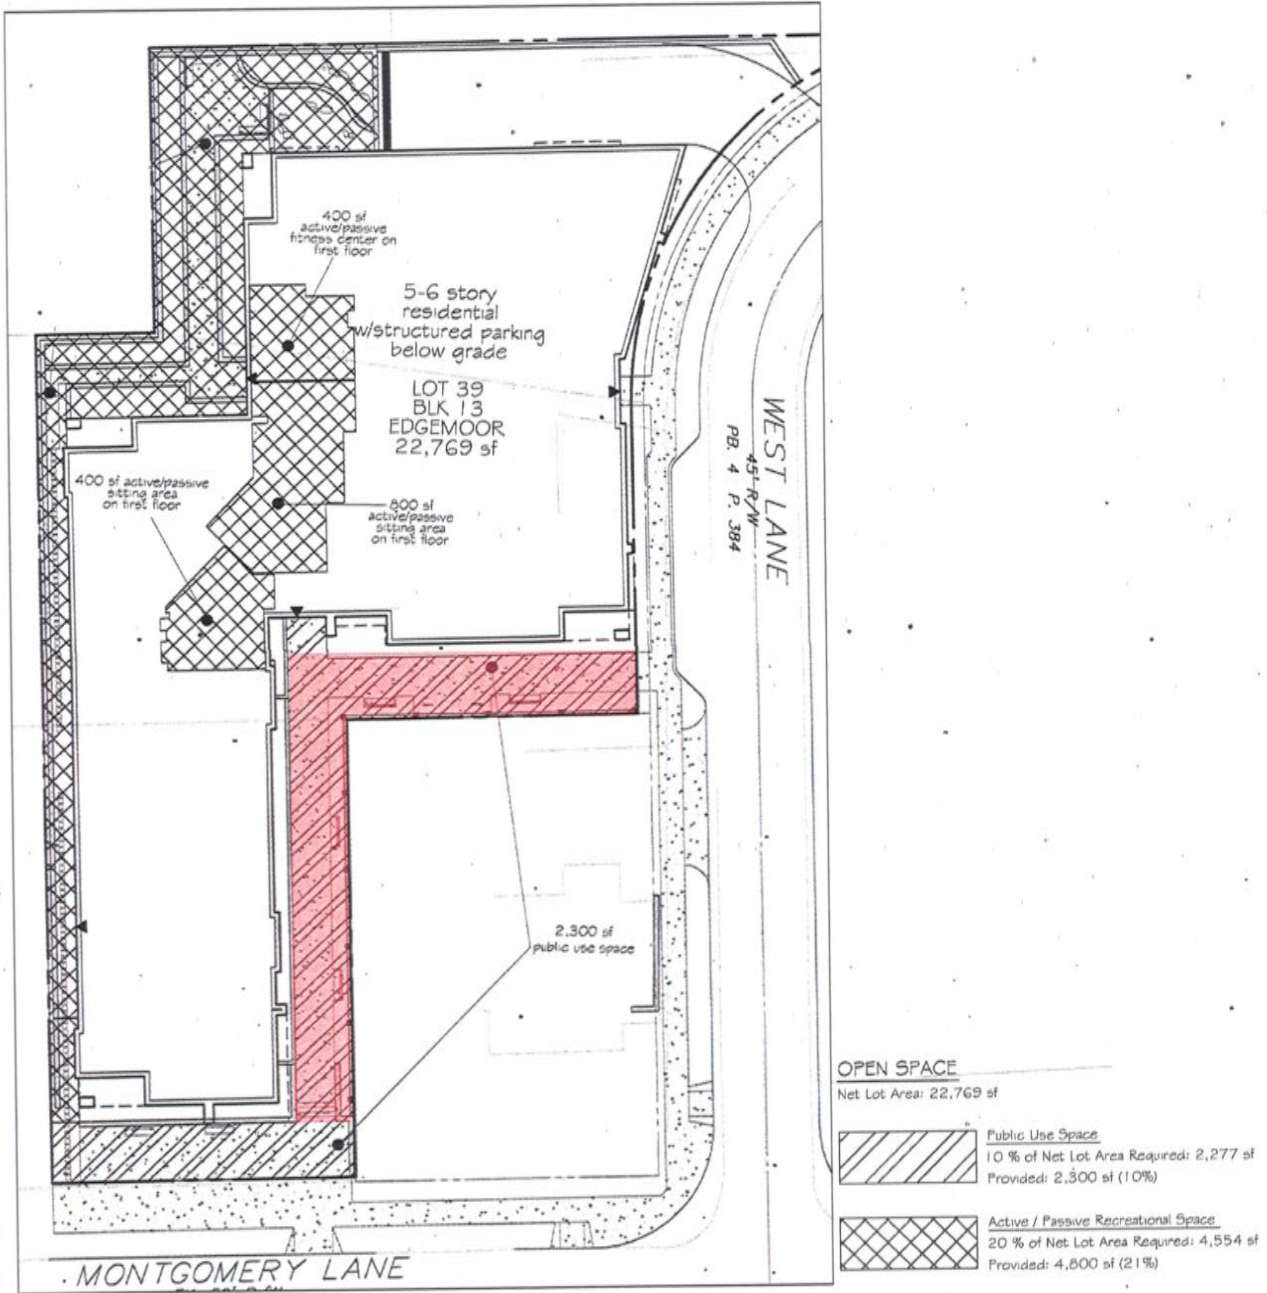 400 sf
active/passive
fitness center on
first floor
5-6 story
residential
w/structured parking
below grade
LOT 39
BLK 13
EDGEMOOR
22,769 sf
400 sf active/passive
sitting area
on first floor
800 sf
active/passive
sitting area
on first floor
WEST LANE
45' R/W
PB. 4 P. 384
2,300 sf
public use space
OPEN SPACE
Net Lot Area: 22,769 sf
Public Use Space
10 % of Net Lot Area Required: 2,277 sf
Provided: 2,300 sf (10%)
Active / Passive Recreational Space
20 % of Net Lot Area Required: 4,554 sf
Provided: 4,800 sf (21%)
MONTGOMERY LANE